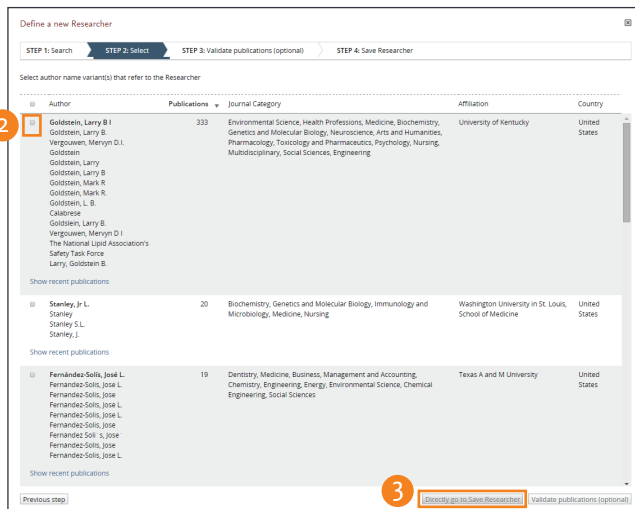 Define a new Researcher
STEP 1: Search STEP 2: Select STEP 3: Validate publications (optional) STEP 4: Save Researcher
Select author name variant(s) that refer to the Researcher
Author Publications Journal Category Affiliation Country
2
Goldstein, Larry B I 333 Environmental Science, Health Professions, Medicine, Biochemistry, University of Kentucky United
Goldstein, Larry B. Genetics and Molecular Biology, Neuroscience, Arts and Humanities, States
Vergouwen, Mervyn D.I. Pharmacology, Toxicology and Pharmaceutics, Psychology, Nursing,
Goldstein Multidisciplinary, Social Sciences, Engineering
Goldstein, Larry
Goldstein, Larry B
Goldstein, Mark R
Goldstein, Mark R.
Goldstein, L. B.
Calabrese
Goldslein, Larry B.
Vergouwen, Mervyn D I
The National Lipid Association's
Safety Task Force
Larry, Goldstein B.
Show recent publications
Stanley, Jr L. 20 Biochemistry, Genetics and Molecular Biology, Immunology and Washington University in St. Louis, United
Stanley Microbiology, Medicine, Nursing School of Medicine States
Stanley S.L.
Stanley, J.
Show recent publications
Fernández-Solís, José L. 19 Dentistry, Medicine, Business, Management and Accounting, Texas A and M University United
Fernandez-Solis, Jose L. Chemistry, Engineering, Energy, Environmental Science, Chemical States
Fernandez-Solis, Jose L. Engineering, Social Sciences
Fernandez-Solis, Jose L.
Fernandez-Solis, Jose
Fernandez Soli´s, Jose´
Fernandez-Solis, Jose
Fernández-Solis, Jose L.
Show recent publications
3
Previous step Directly go to Save Researcher Validate publications (optional)